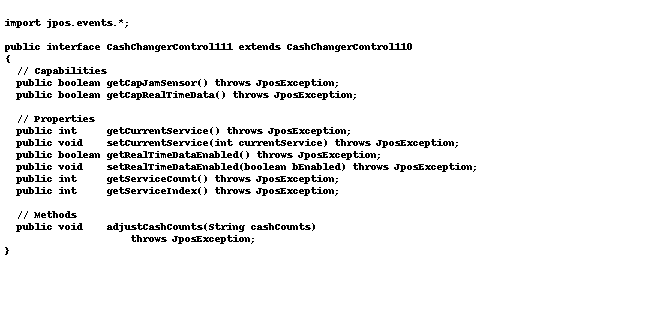 import jpos.events.*;

public interface CashChangerControl111 extends CashChangerControl110
{
  // Capabilities
  public boolean getCapJamSensor() throws JposException;
  public boolean getCapRealTimeData() throws JposException;

  // Properties
  public int     getCurrentService() throws JposException;
  public void    setCurrentService(int currentService) throws JposException;
  public boolean getRealTimeDataEnabled() throws JposException;
  public void    setRealTimeDataEnabled(boolean bEnabled) throws JposException;
  public int     getServiceCount() throws JposException;
  public int     getServiceIndex() throws JposException;

  // Methods
  public void    adjustCashCounts(String cashCounts)
                     throws JposException;
}